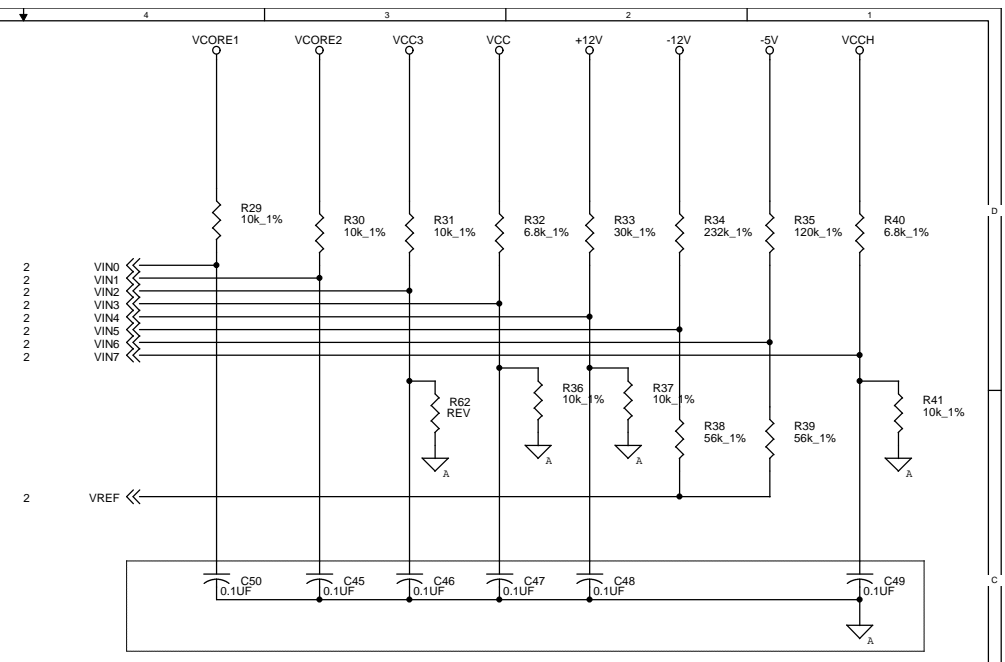 4 3 2 1
VCORE1 VCORE2 VCC3 VCC +12V -12V -5V VCCH
D
R29
10k_1%
R30
10k_1%
R31
10k_1%
R32
6.8k_1%
R33
30k_1%
R34
232k_1%
R35
120k_1%
R40
6.8k_1%
2 VIN0
2 VIN1
2 VIN2
2 VIN3
2 VIN4
2 VIN5
2 VIN6
2 VIN7
R62
REV
R36
10k_1%
R37
10k_1%
R38
56k_1%
R39
56k_1%
R41
10k_1%
A A A A
2 VREF
C
C50
0.1UF
C45
0.1UF
C46
0.1UF
C47
0.1UF
C48
0.1UF
C49
0.1UF
A